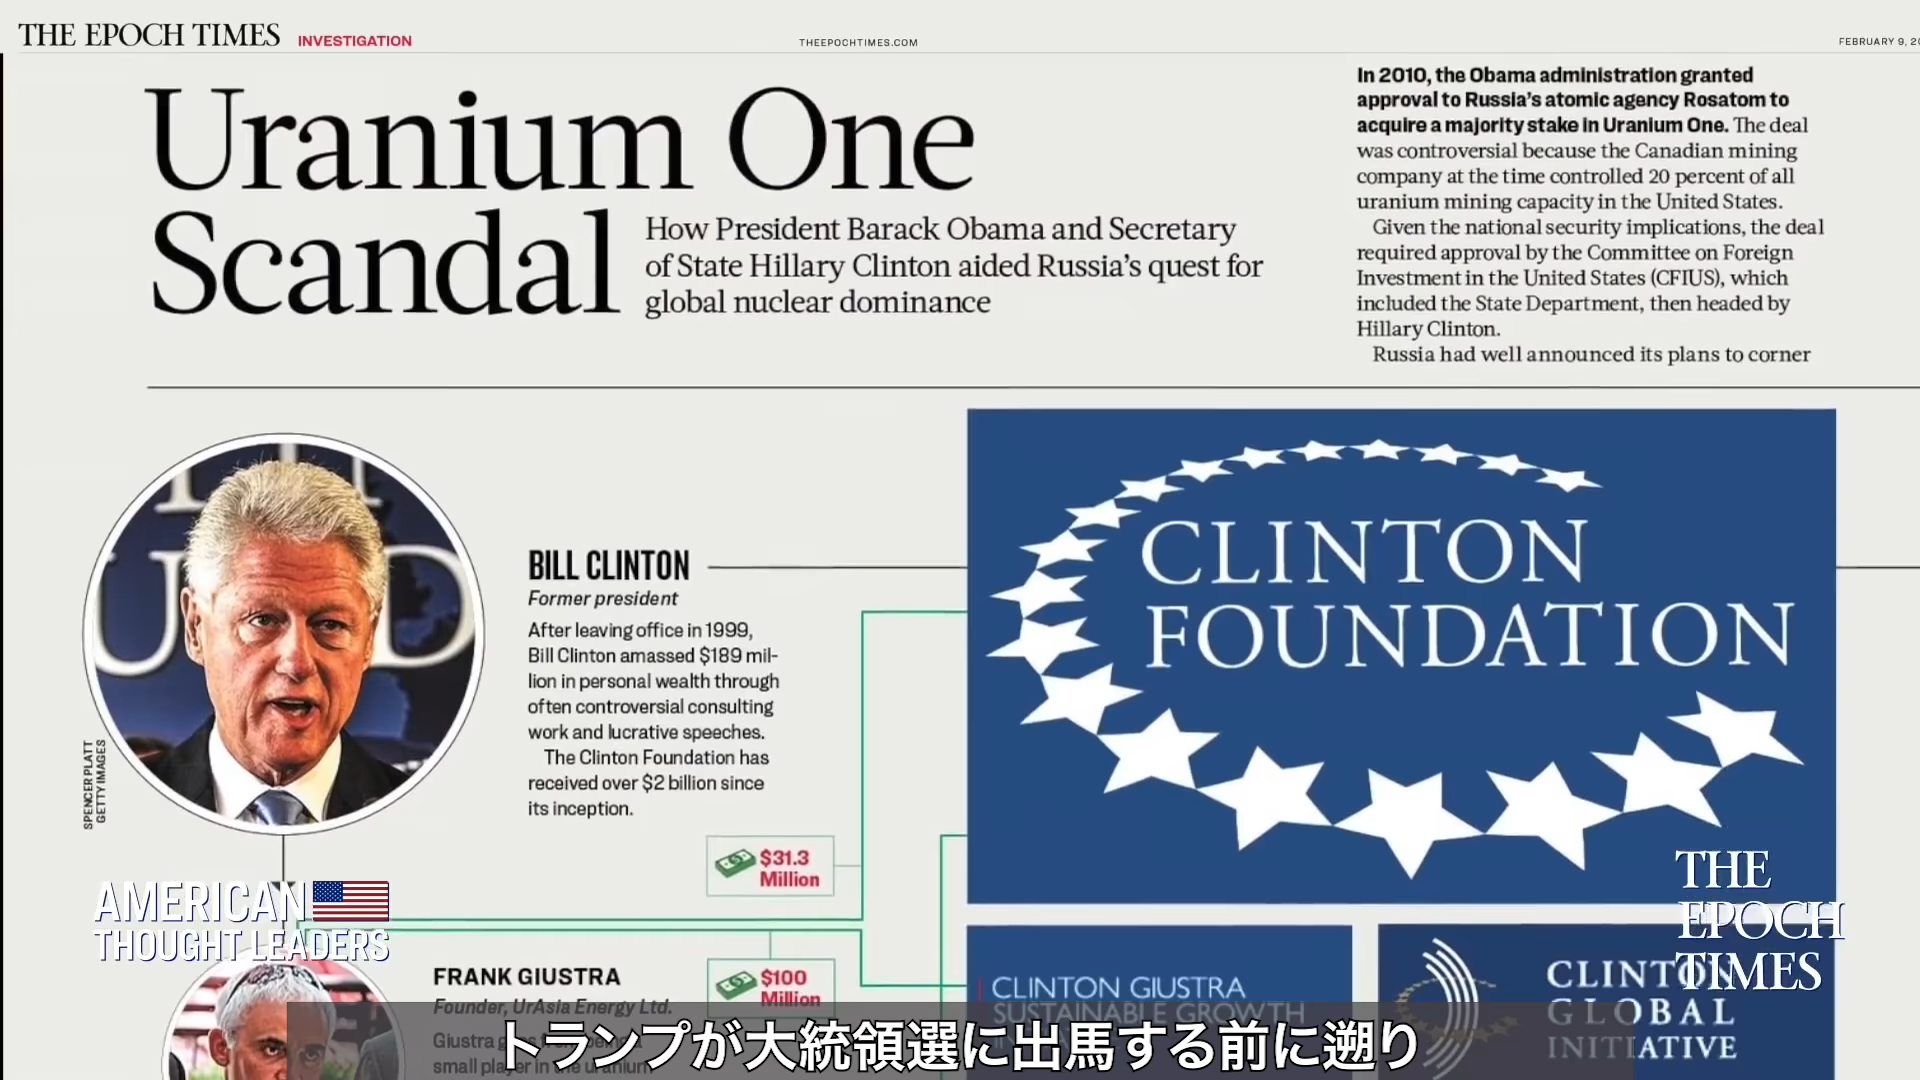 THE EPOCH TIMES INVESTIGATION
THEEPOCHTIMES.COM
FEBRUARY 9,
Uranium One
Scandal
How President Barack Obama and Secretary
of State Hillary Clinton aided Russia's quest for
global nuclear dominance
In 2010, the Obama administration granted
approval to Russia's atomic agency Rosatom to
acquire a majority stake in Uranium One. The deal
was controversial because the Canadian mining
company at the time controlled 20 percent of all
uranium mining capacity in the United States.
Given the national security implications, the deal
required approval by the Committee on Foreign
Investment in the United States (CFIUS), which
included the State Department, then headed by
Hillary Clinton.
Russia had well announced its plans to corner
SPENCER PLATT
GETTY IMAGES
BILL CLINTON
Former president
After leaving office in 1999,
Bill Clinton amassed $189 mil-
lion in personal wealth through
often controversial consulting
work and lucrative speeches.
The Clinton Foundation has
received over $2 billion since
its inception.
CLINTON
FOUNDATION
$31.3
Million
$100
Million
AMERICAN
THOUGHT LEADERS
THE
EPOCH
TIMES
FRANK GIUSTRA
Founder, UrAsia Energy Ltd.
Giustra
small player in the uranium
CLINTON GIUSTRA
SUSTAINABLE GROWTH
CLINTON
GLOBAL
INITIATIVE
トランプが大統領選に出馬する前に遡り